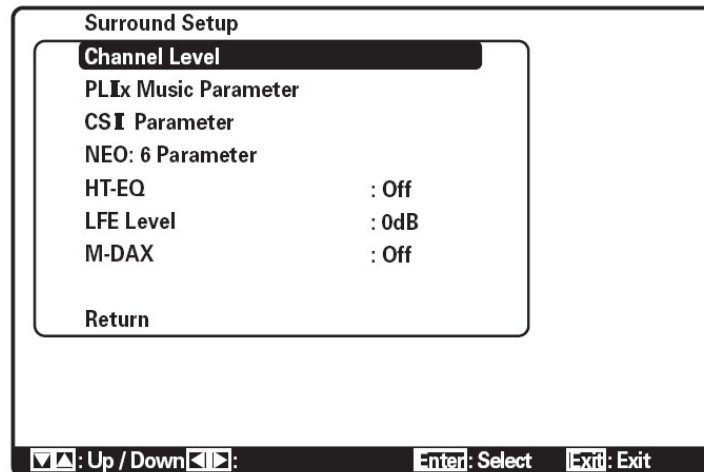 Surround Setup
Channel Level
PLIIx Music Parameter
CSII Parameter
NEO: 6 Parameter
HT-EQ : Off
LFE Level : 0dB
M-DAX : Off
Return
▼▲: Up / Down ◀▶: Enter: Select Exit: Exit